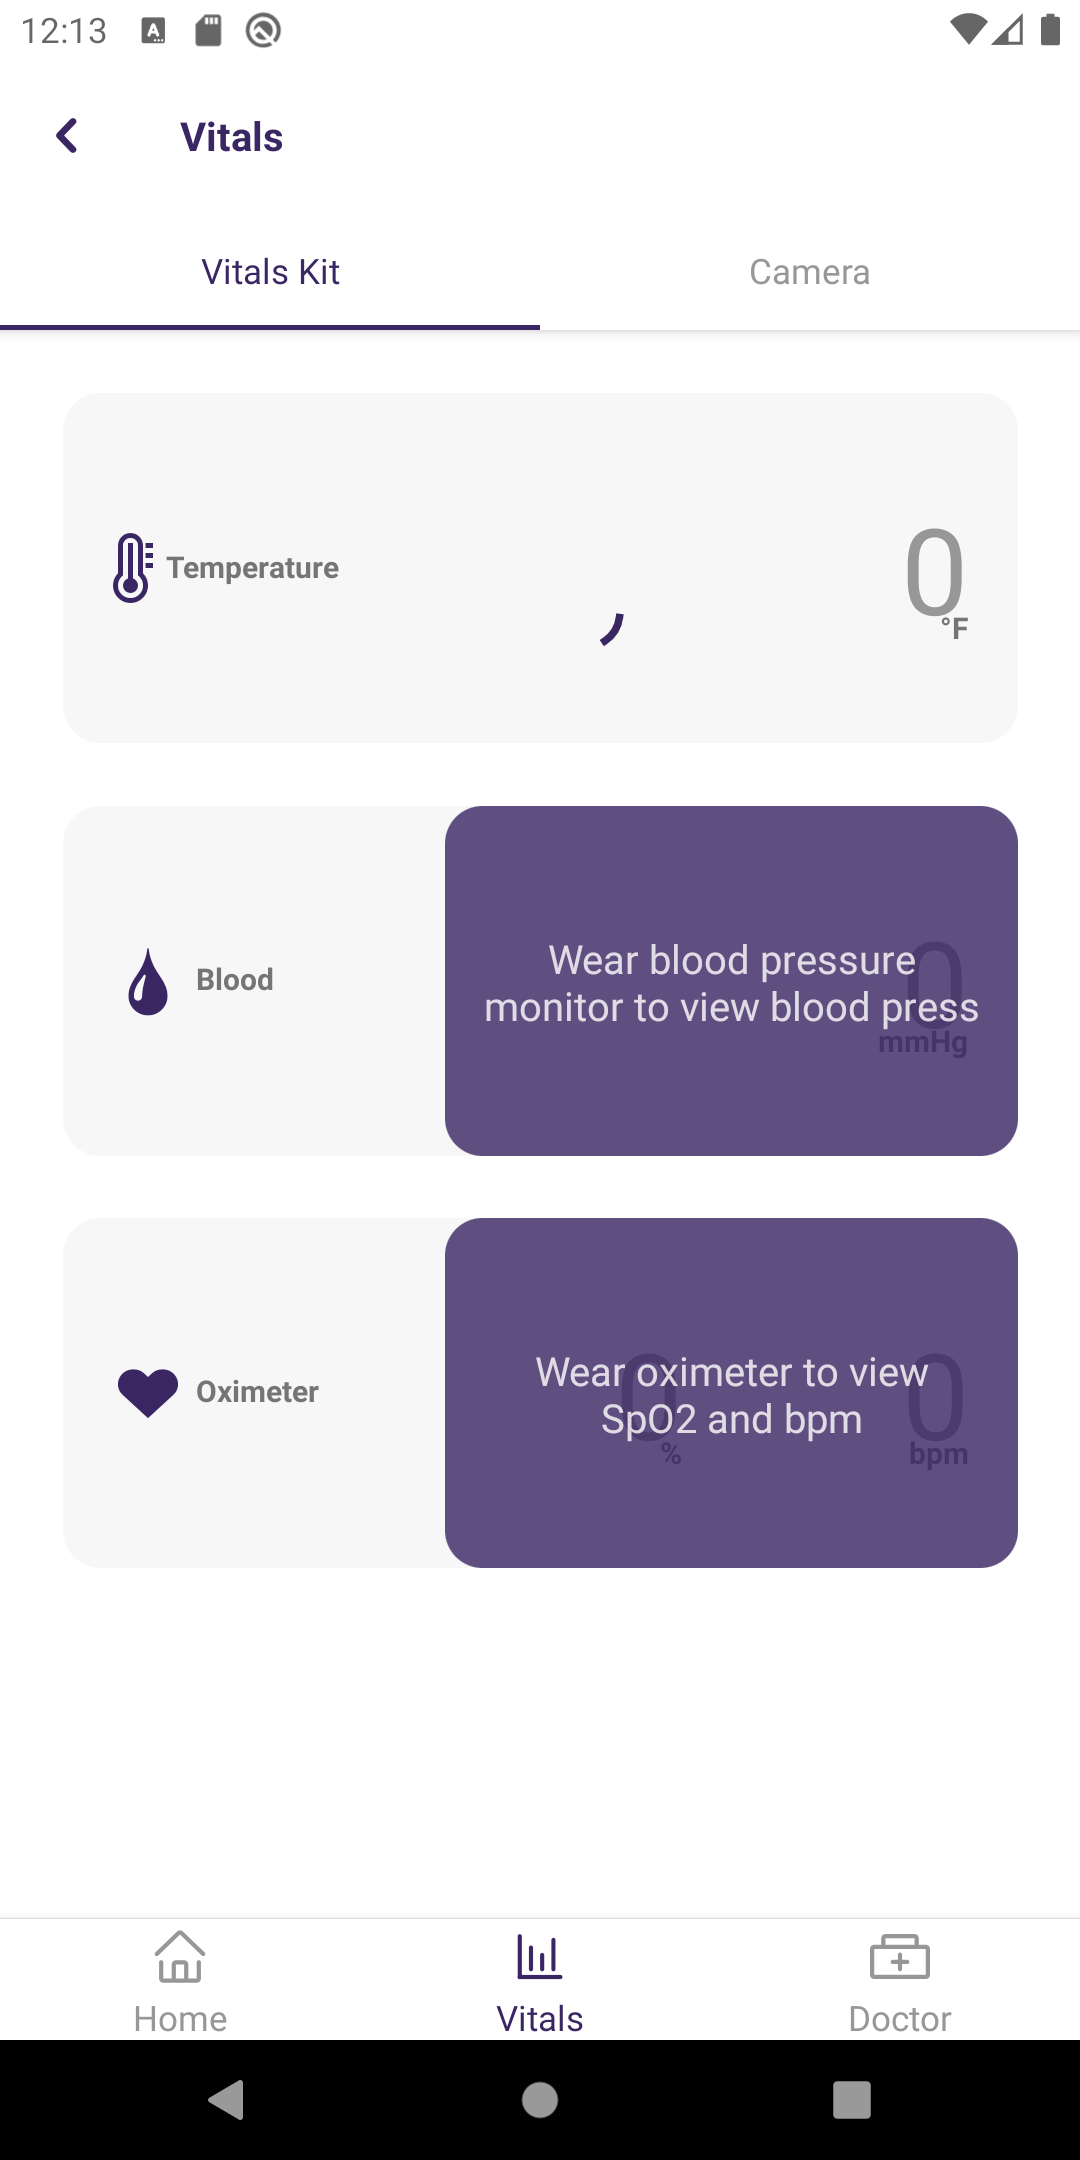 12:13
Vitals
Vitals Kit
Camera
Temperature
0
°F
Blood
Wear blood pressure
monitor to view blood press
0
mmHg
Oximeter
Wear oximeter to view
SpO2 and bpm
0
%
0
bpm
Home
Vitals
Doctor